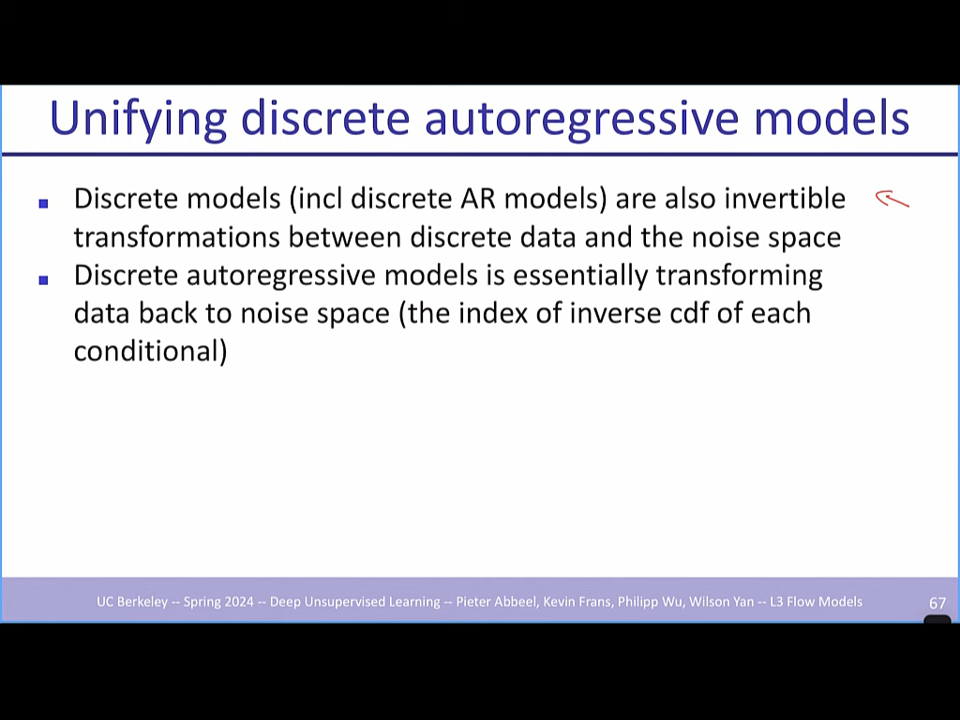 Unifying discrete autoregressive models
Discrete models (incl discrete AR models) are also invertible
transformations between discrete data and the noise space
Discrete autoregressive models is essentially transforming
data back to noise space (the index of inverse cdf of each
conditional)
UC Berkeley -- Spring 2024 -- Deep Unsupervised Learning -- Pieter Abbeel, Kevin Frans, Philipp Wu, Wilson Yan -- L3 Flow Models
67